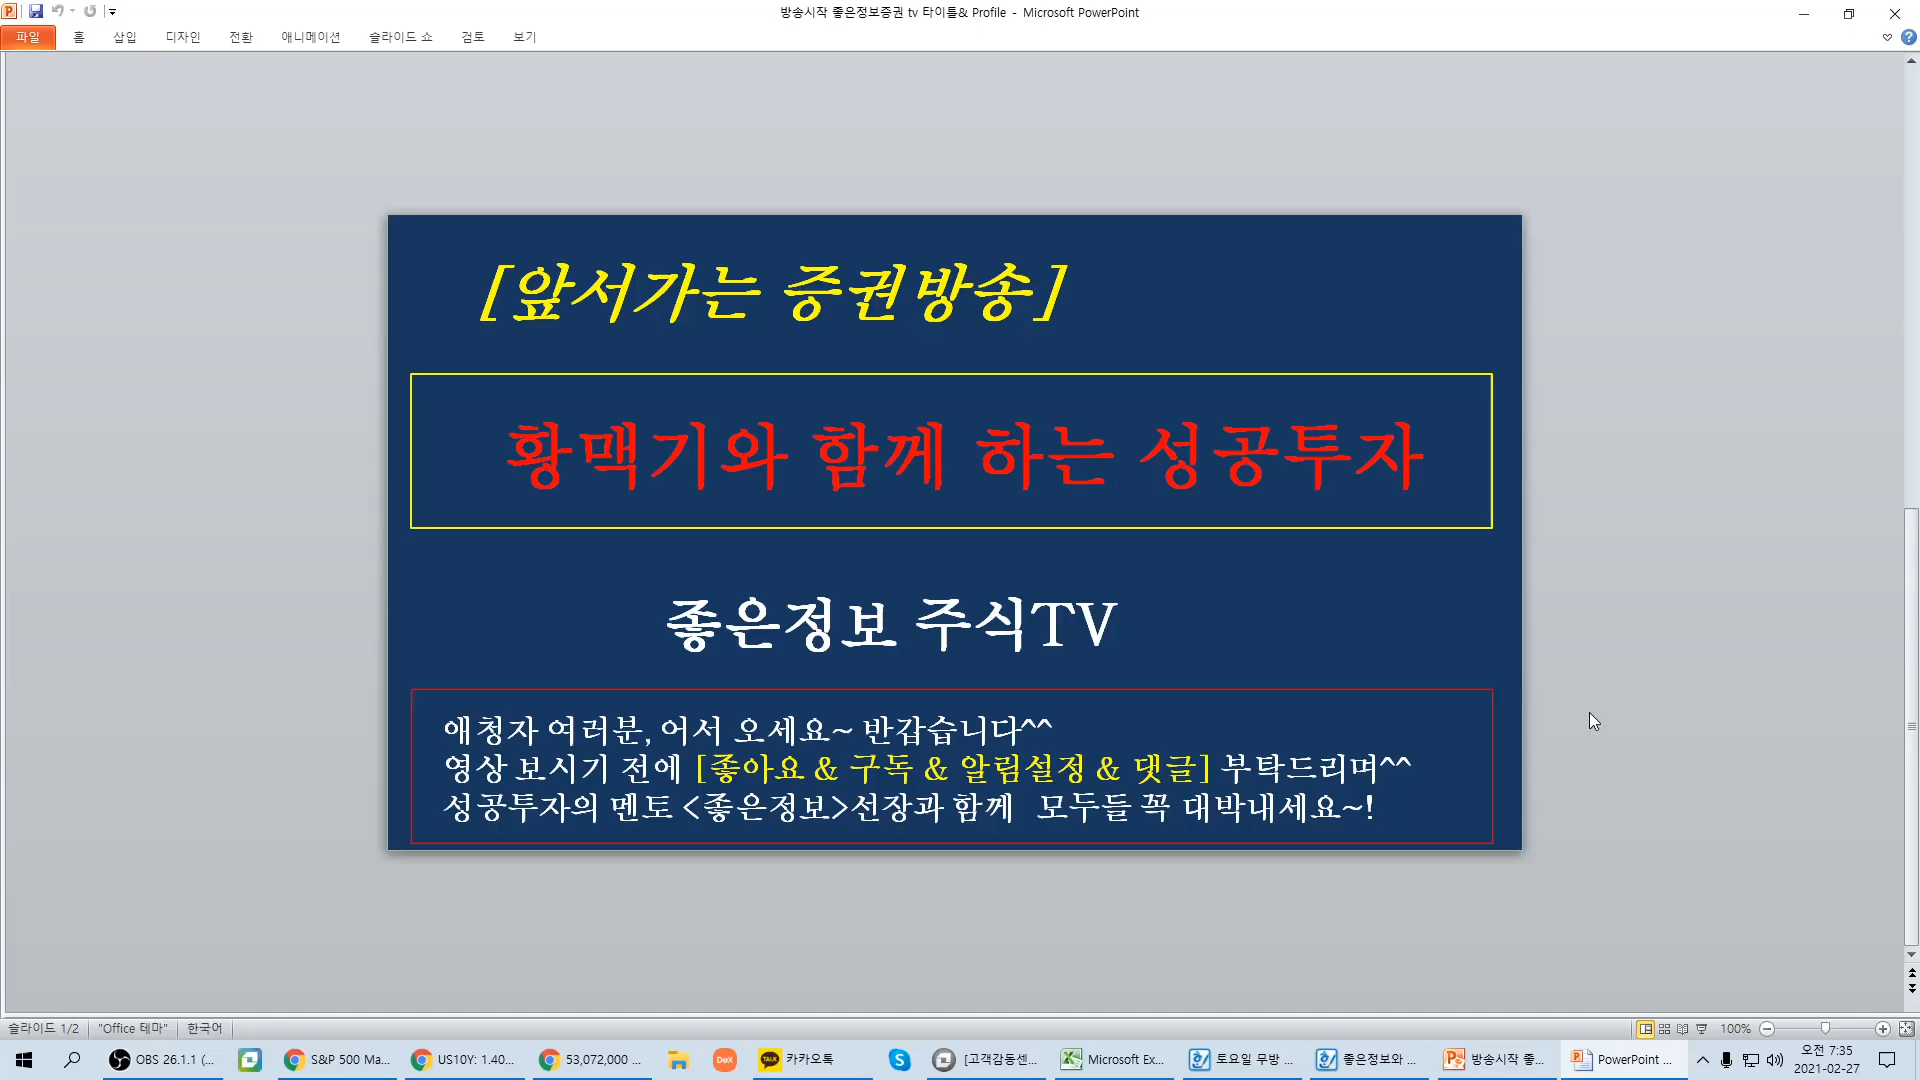 방송시작 좋은정보증권 tv 타이틀& Profile - Microsoft PowerPoint
파일 홈 삽입 디자인 전환 애니메이션 슬라이드 쇼 검토 보기
[앞서가는 증권방송]
황맥기와 함께 하는 성공투자
좋은정보 주식TV
애청자 여러분, 어서 오세요~ 반갑습니다^^
영상 보시기 전에 [좋아요 & 구독 & 알림설정 & 댓글] 부탁드리며^^
성공투자의 멘토 <좋은정보>선장과 함께 모두들 꼭 대박내세요~!
슬라이드 1/2 "Office 테마" 한국어 100%
OBS 26.1.1 (... S&P 500 Ma... US10Y: 1.40... 53,072,000 ... DeX TALK 카카오톡 [고객감동센... Microsoft Ex... 토요일 무방 ... 좋은정보와 ... 방송시작 좋... PowerPoint ... 오전 7:35
2021-02-27